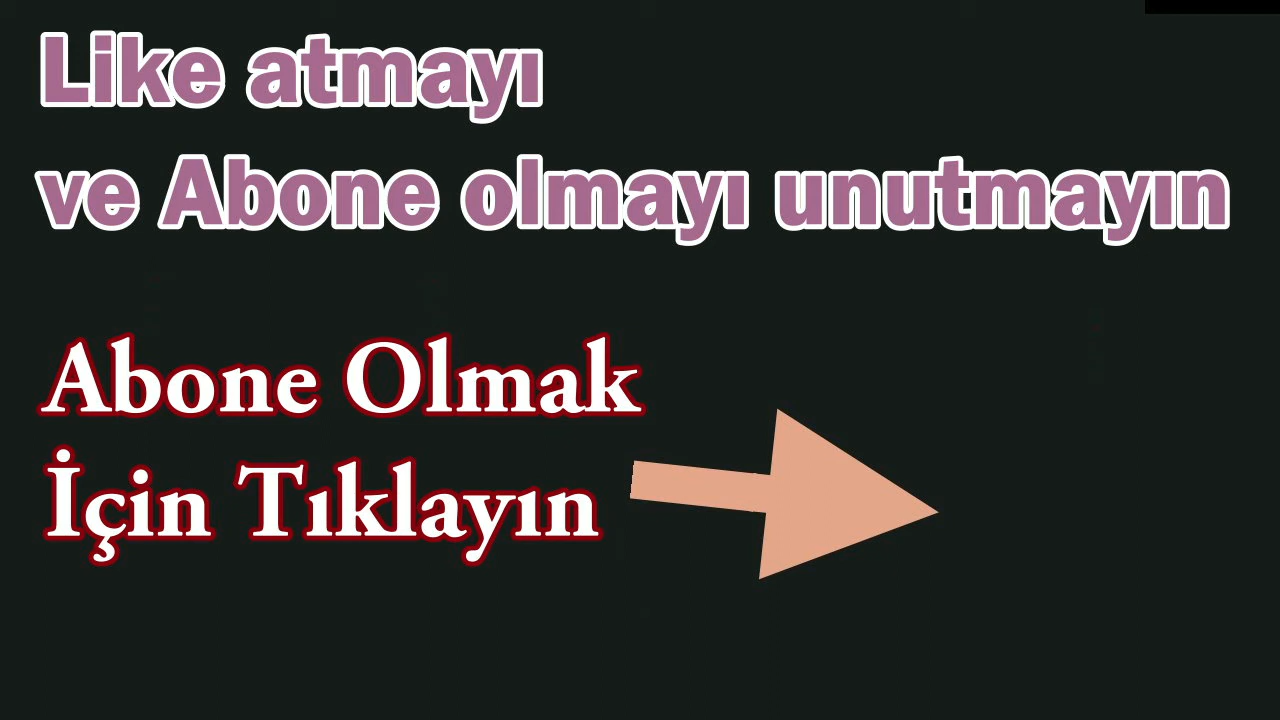 Like atmayı
ve Abone olmayı unutmayın
Abone Olmak
İçin Tıklayın